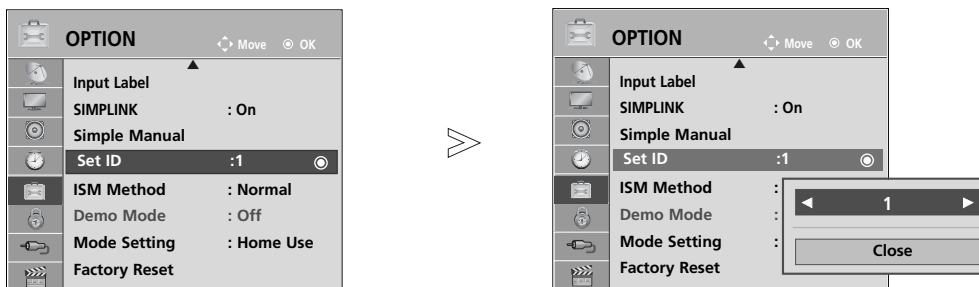 OPTION Move OK
Input Label
SIMPLINK : On
Simple Manual
Set ID :1
ISM Method : Normal
Demo Mode : Off
Mode Setting : Home Use
Factory Reset
OPTION Move OK
Input Label
SIMPLINK : On
Simple Manual
Set ID :1
ISM Method :
Demo Mode :
Mode Setting :
Factory Reset
1
Close